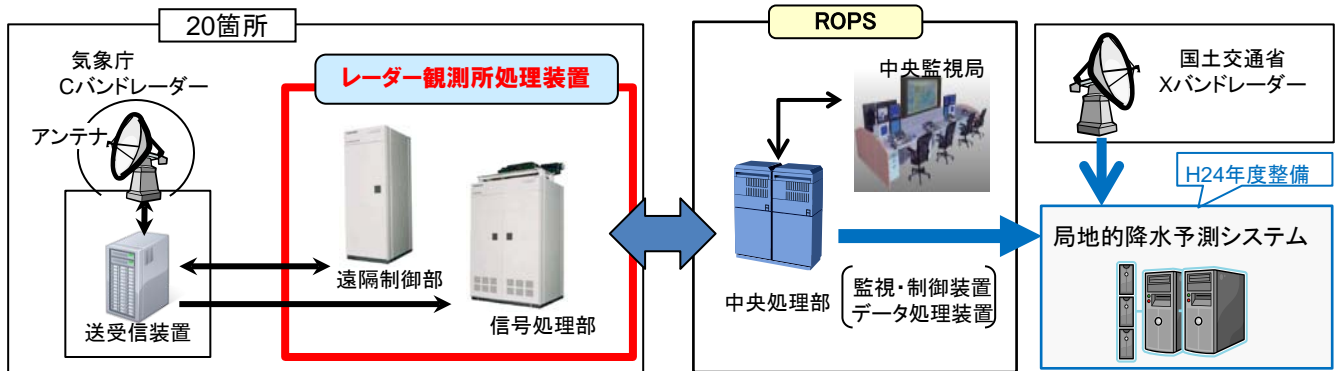 20箇所
気象庁
Cバンドレーダー
アンテナ
送受信装置
レーダー観測所処理装置
遠隔制御部
信号処理部
ROPS
中央監視局
中央処理部
監視・制御装置
データ処理装置
国土交通省
Xバンドレーダー
H24年度整備
局地的降水予測システム